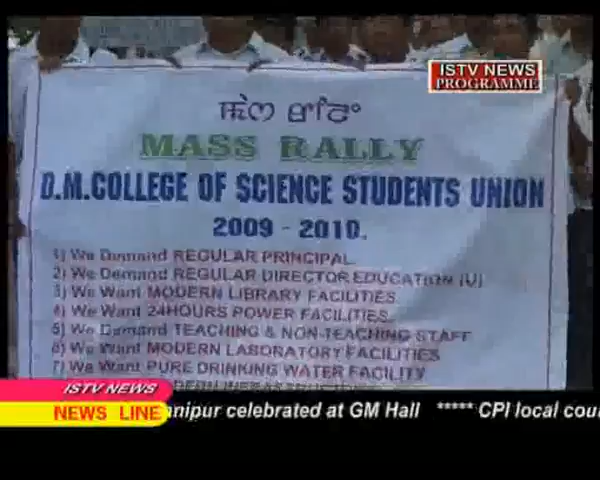 ISTV NEWS
PROGRAMME
MASS RALLY
D.M.COLLEGE OF SCIENCE STUDENTS UNION
2009 - 2010.
1) We Demand REGULAR PRINCIPAL
2) We Demand REGULAR DIRECTOR EDUCATION (U)
3) We Want MODERN LIBRARY FACILITIES
4) We Want 24HOURS POWER FACILITIES.
5) We Demand TEACHING & NON-TEACHING STAFF
6) We Want MODERN LABORATORY FACILITIES
7) We Want PURE DRINKING WATER FACILITY
ISTV NEWS
NEWS LINE
anipur celebrated at GM Hall ***** CPI local cou